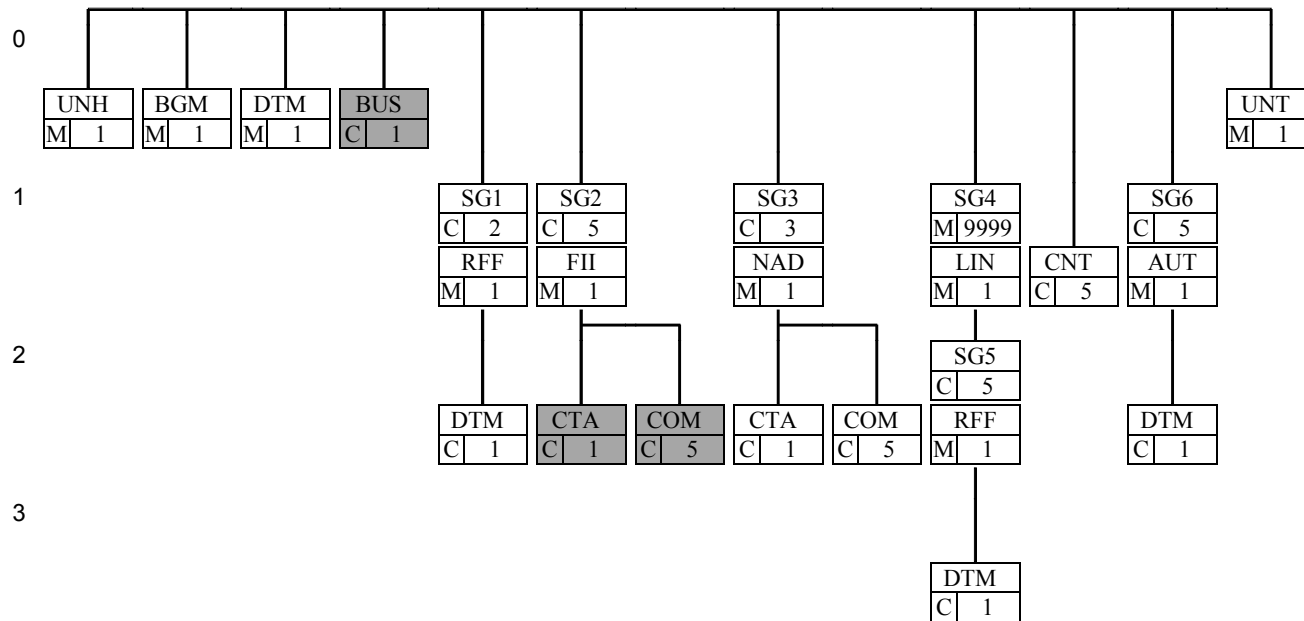 0
UNH BGM DTM BUS UNT
M 1 M 1 M 1 C 1 M 1
1
SG1 SG2 SG3 SG4 SG6
C 2 C 5 C 3 M 9999 C 5
RFF FII NAD LIN CNT AUT
M 1 M 1 M 1 M 1 C 5 M 1
2
SG5
C 5
DTM CTA COM CTA COM RFF DTM
C 1 C 1 C 5 C 1 C 5 M 1 C 1
3
DTM
C 1